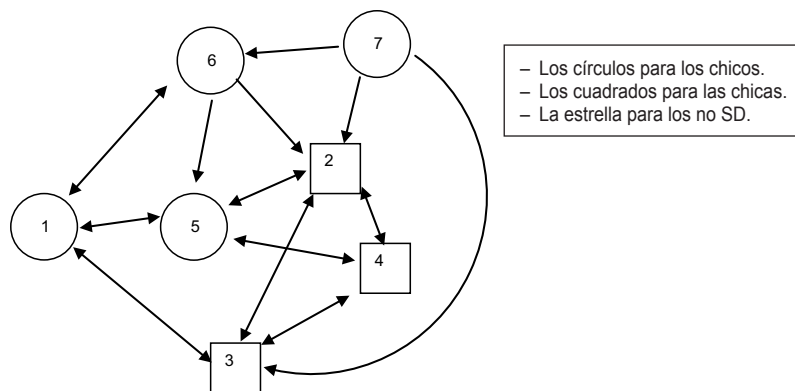 6
7
– Los círculos para los chicos.
– Los cuadrados para las chicas.
– La estrella para los no SD.
2
1
5
4
3